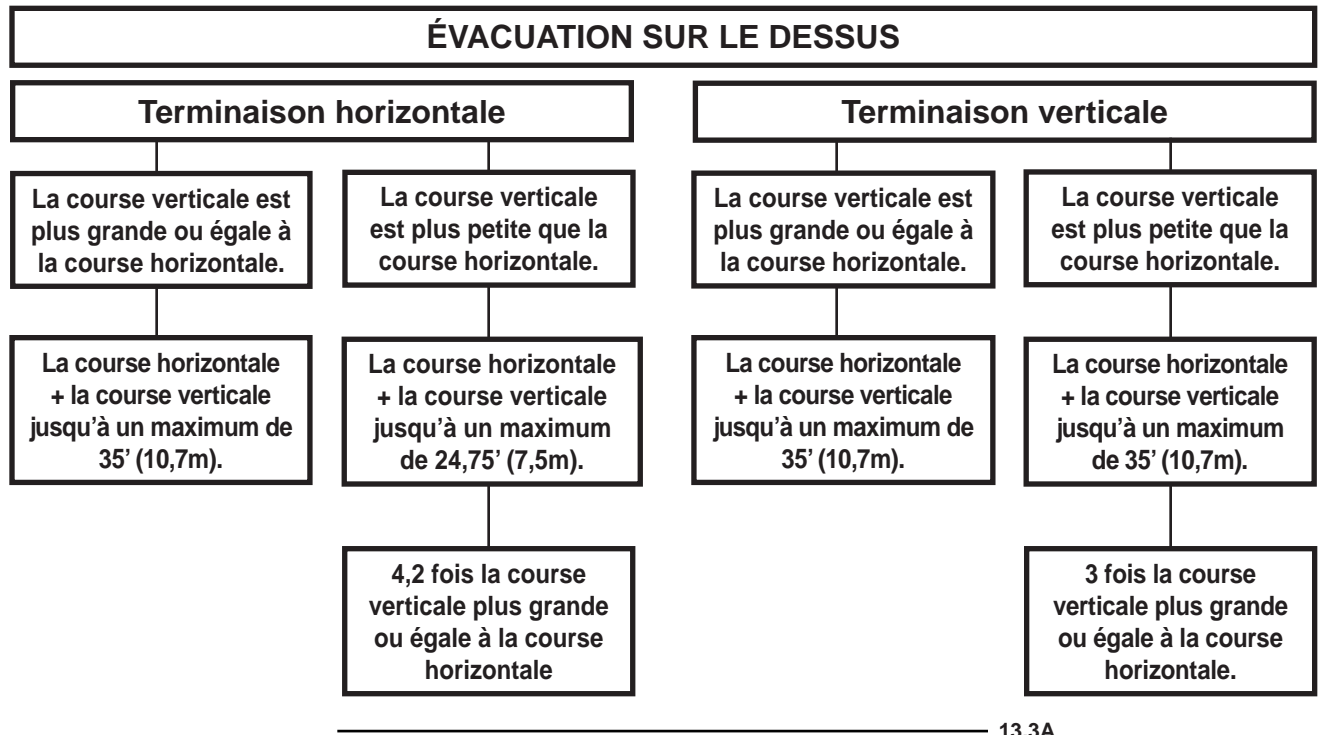 ÉVACUATION SUR LE DESSUS
Terminaison horizontale
La course verticale est
plus grande ou égale à
la course horizontale.
La course horizontale
+ la course verticale
jusqu’à un maximum de
35’ (10,7m).
La course verticale
est plus petite que la
course horizontale.
La course horizontale
+ la course verticale
jusqu’à un maximum
de 24,75’ (7,5m).
4,2 fois la course
verticale plus grande
ou égale à la course
horizontale
Terminaison verticale
La course verticale est
plus grande ou égale à
la course horizontale.
La course horizontale
+ la course verticale
jusqu’à un maximum de
35’ (10,7m).
La course verticale
est plus petite que la
course horizontale.
La course horizontale
+ la course verticale
jusqu’à un maximum
de 35’ (10,7m).
3 fois la course
verticale plus grande
ou égale à la course
horizontale.
13.3A